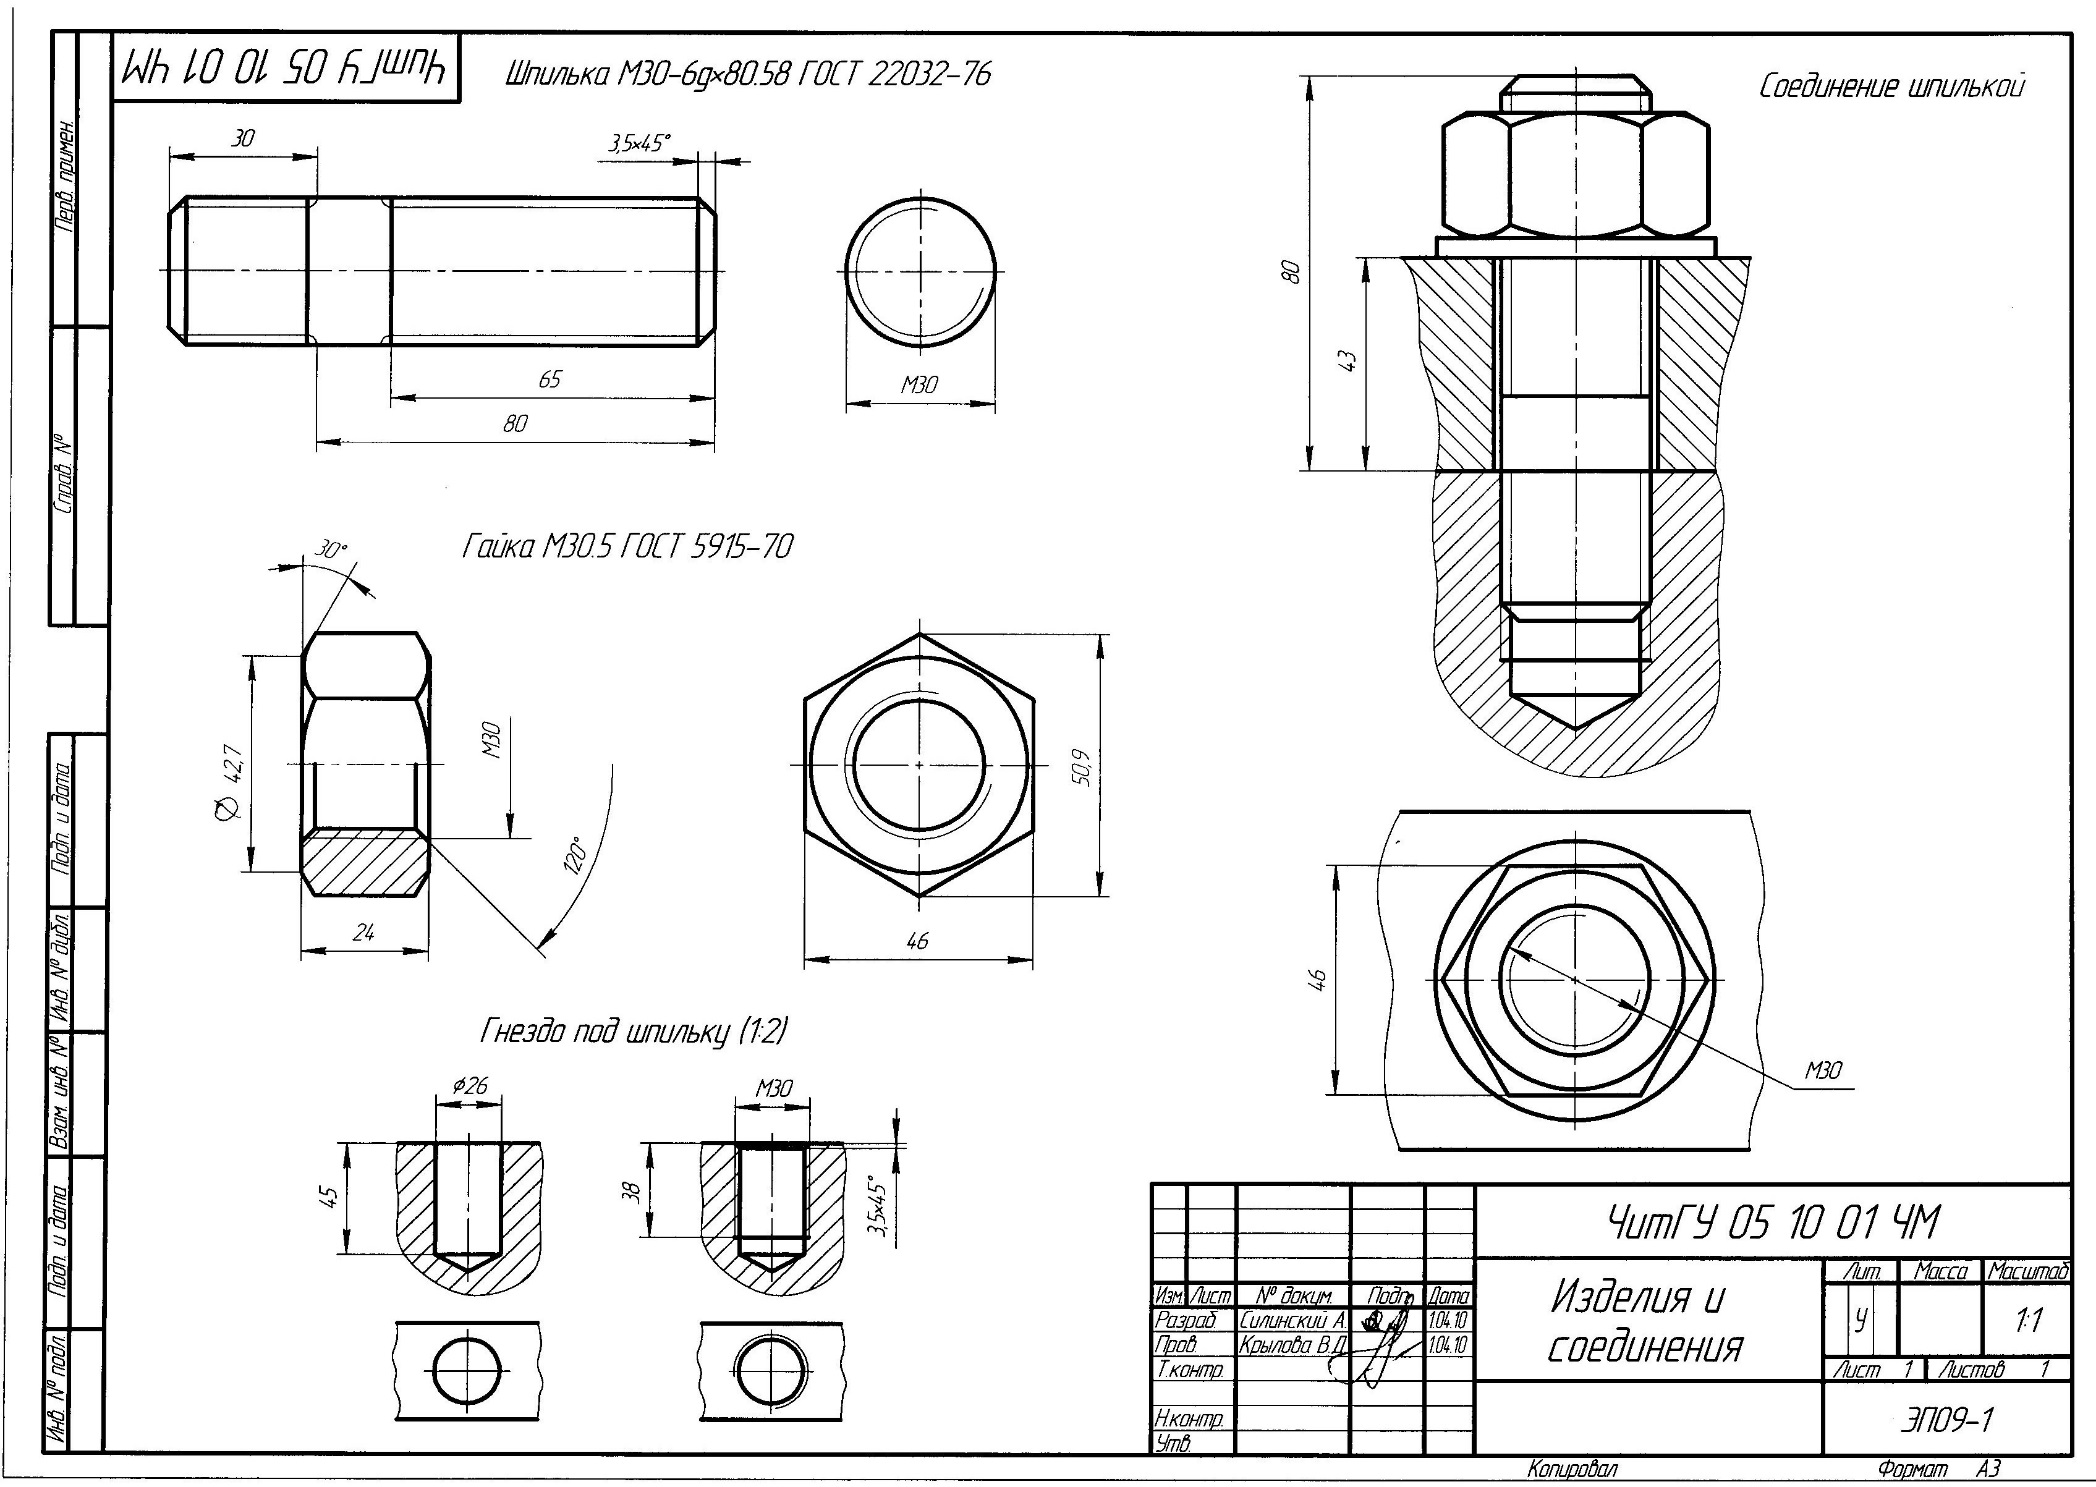 ЧитГУ 05 10 01 ЧМ
Шпилька М30-6g×80.58 ГОСТ 22032-76
Соединение шпилькой
30
3,5×45°
65
80
М30
80
43
Гайка М30.5 ГОСТ 5915-70
30°
⌀ 42,7
М30
120°
24
50,9
46
46
М30
Гнездо под шпильку (1:2)
⌀26
45
М30
38
3,5×45°
Перв. примен.
Справ. №
Подп. и дата
Инв. № дубл.
Взам. инв. №
Подп. и дата
Инв. № подл.
ЧитГУ 05 10 01 ЧМ
Изм. Лист № докум. Подп. Дата
Разраб. Силинский А. 1.04.10
Пров. Крылова В.Д. 1.04.10
Т.контр.
Н.контр.
Утв.
Изделия и
соединения
Лит. Масса Масштаб
У 1:1
Лист 1 Листов 1
ЭП09-1
Копировал Формат А3